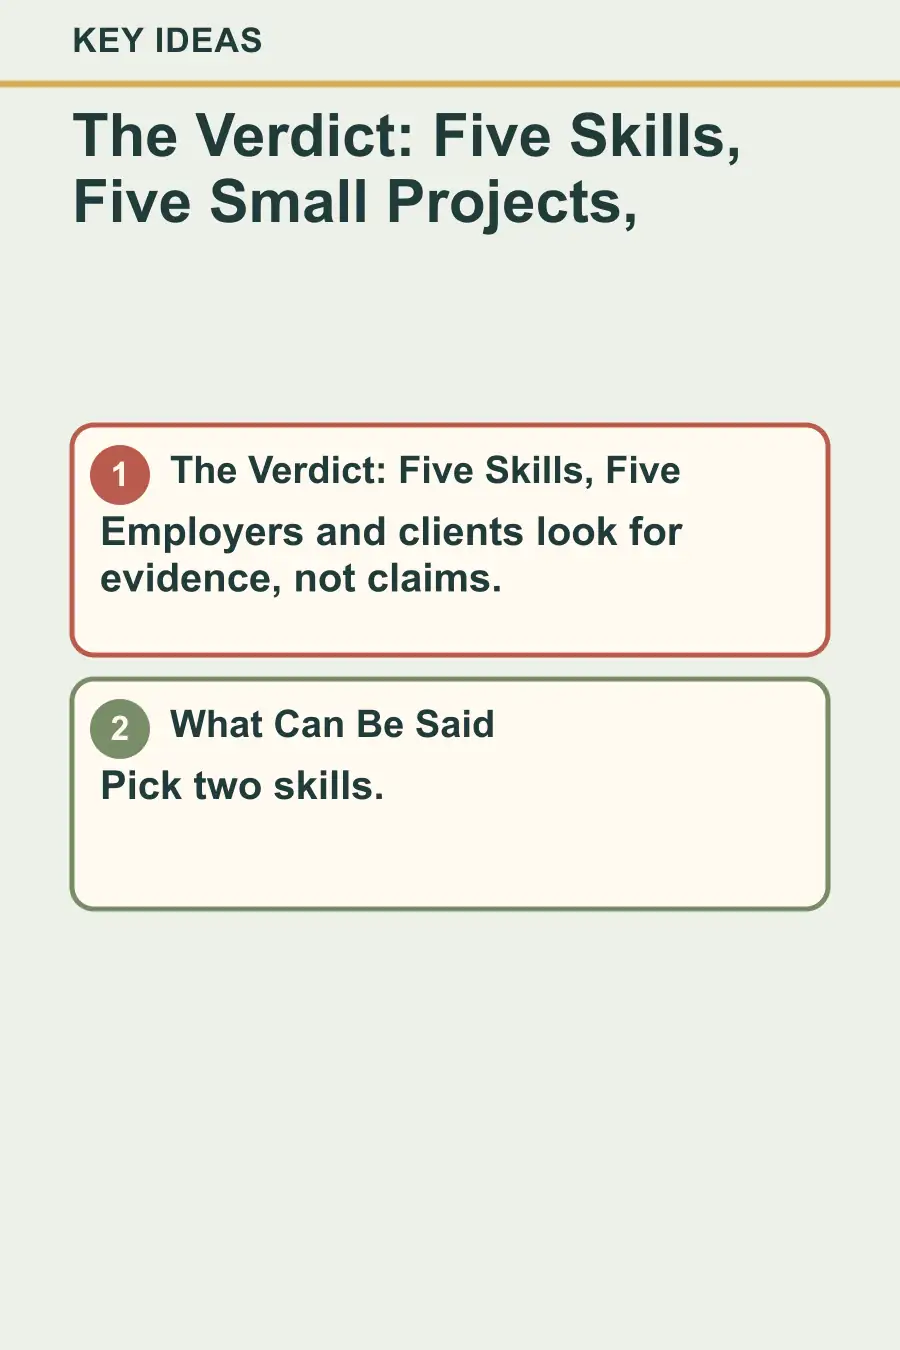 KEY IDEAS
The Verdict: Five Skills,
Five Small Projects,
1
The Verdict: Five Skills, Five
Employers and clients look for
evidence, not claims.
2
What Can Be Said
Pick two skills.